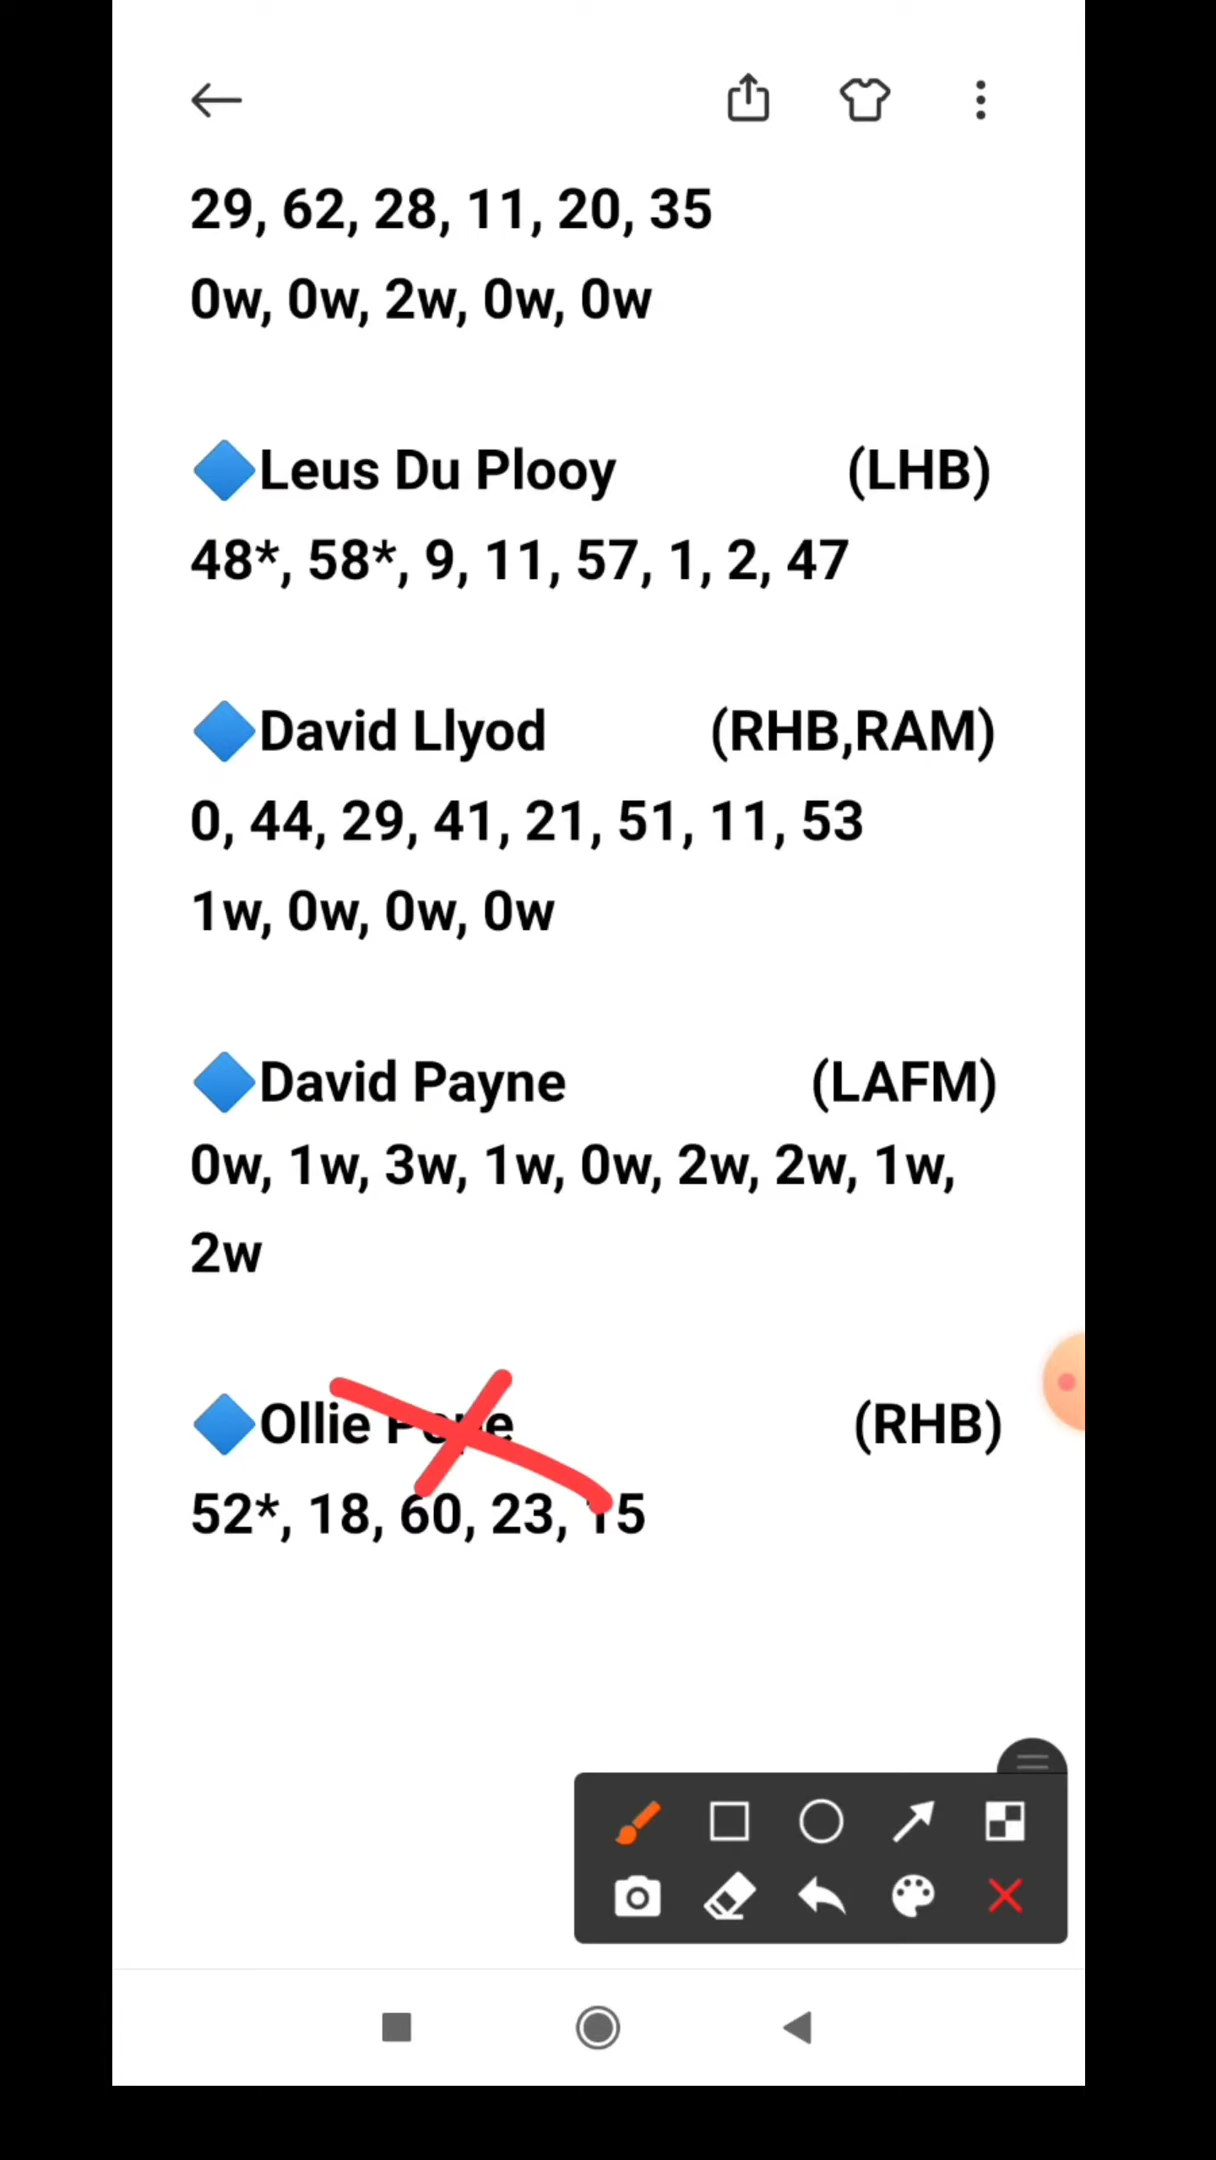 29, 62, 28, 11, 20, 35
0w, 0w, 2w, 0w, 0w
Leus Du Plooy (LHB)
48*, 58*, 9, 11, 57, 1, 2, 47
David Llyod (RHB,RAM)
0, 44, 29, 41, 21, 51, 11, 53
1w, 0w, 0w, 0w
David Payne (LAFM)
0w, 1w, 3w, 1w, 0w, 2w, 2w, 1w,
2w
Ollie Pope (RHB)
52*, 18, 60, 23, 15